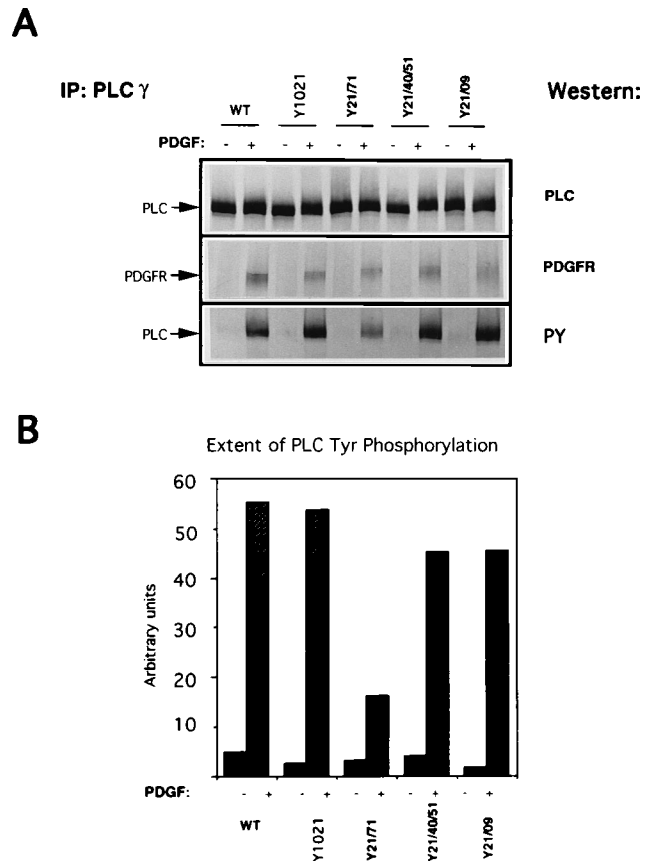 A
IP: PLC γ
WT
Y1021
Y21/71
Y21/40/51
Y21/09
Western:
PDGF: - + - + - + - + - +
PLC
PLC
PDGFR
PDGFR
PLC
PY
B
Extent of PLC Tyr Phosphorylation
60
50
40
30
20
10
Arbitrary units
PDGF: - + - + - + - + - +
WT
Y1021
Y21/71
Y21/40/51
Y21/09